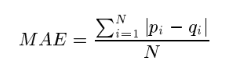 MAE = \frac{\sum_{i=1}^{N} |p_i - q_i|}{N}